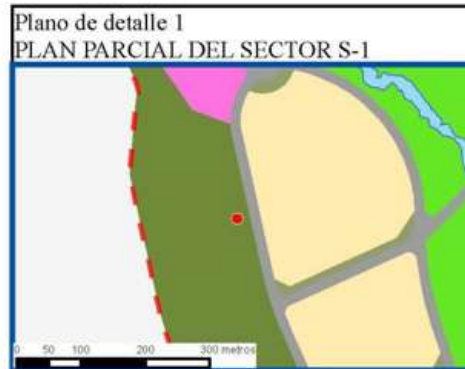 Plano de detalle 1
PLAN PARCIAL DEL SECTOR S-1
0 50 100 200 300 metros